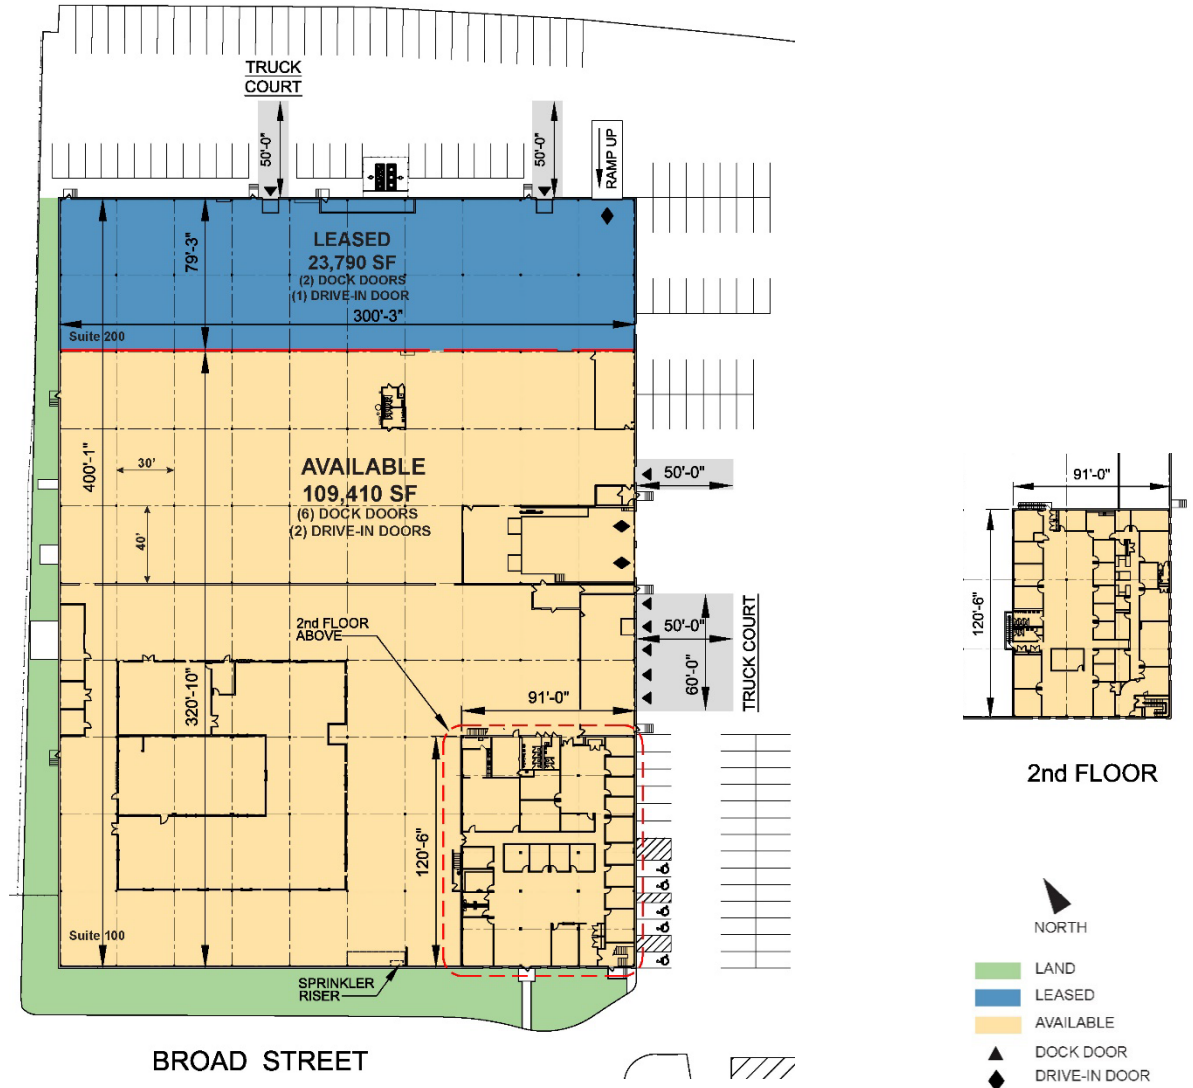 TRUCK
COURT
50'-0"
50'-0"
RAMP UP
LEASED
23,790 SF
(2) DOCK DOORS
(1) DRIVE-IN DOOR
79'-3"
300'-3"
Suite 200
400'-1"
30'
AVAILABLE
109,410 SF
(6) DOCK DOORS
(2) DRIVE-IN DOORS
40'
50'-0"
2nd FLOOR
ABOVE
50'-0"
60'-0"
TRUCK COURT
320'-10"
91'-0"
120'-6"
Suite 100
SPRINKLER
RISER
BROAD STREET
91'-0"
120'-6"
2nd FLOOR
NORTH
LAND
LEASED
AVAILABLE
DOCK DOOR
DRIVE-IN DOOR